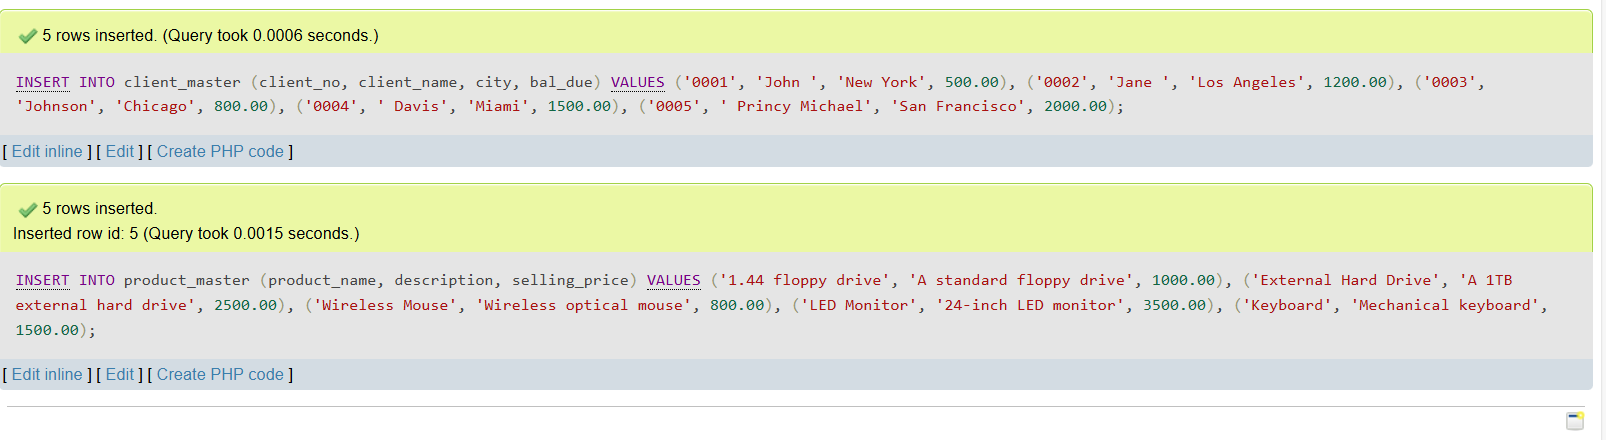 5 rows inserted. (Query took 0.0006 seconds.)
INSERT INTO client_master (client_no, client_name, city, bal_due) VALUES ('0001', 'John ', 'New York', 500.00), ('0002', 'Jane ', 'Los Angeles', 1200.00), ('0003',
'Johnson', 'Chicago', 800.00), ('0004', ' Davis', 'Miami', 1500.00), ('0005', ' Princy Michael', 'San Francisco', 2000.00);
[ Edit inline ] [ Edit ] [ Create PHP code ]
5 rows inserted.
Inserted row id: 5 (Query took 0.0015 seconds.)
INSERT INTO product_master (product_name, description, selling_price) VALUES ('1.44 floppy drive', 'A standard floppy drive', 1000.00), ('External Hard Drive', 'A 1TB
external hard drive', 2500.00), ('Wireless Mouse', 'Wireless optical mouse', 800.00), ('LED Monitor', '24-inch LED monitor', 3500.00), ('Keyboard', 'Mechanical keyboard',
1500.00);
[ Edit inline ] [ Edit ] [ Create PHP code ]